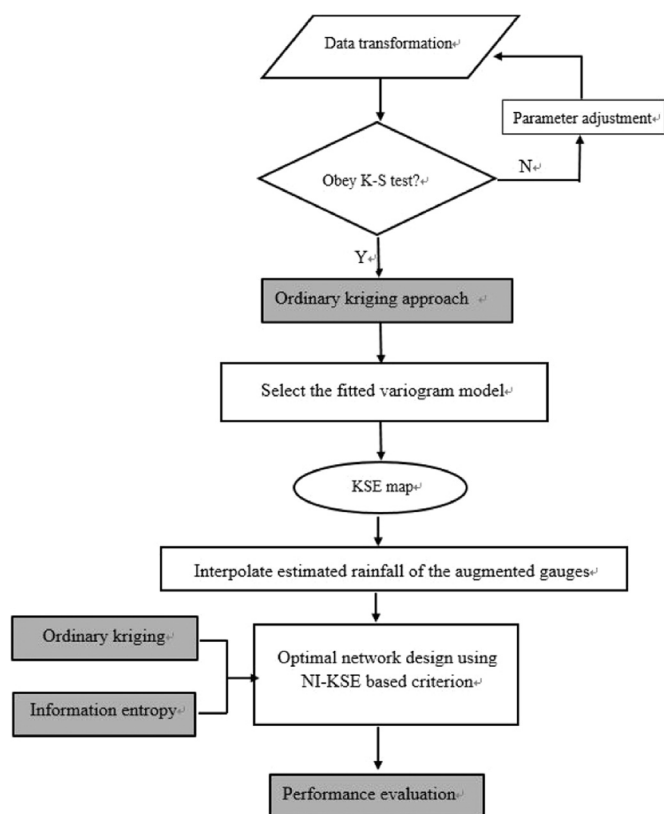 Data transformation↵
Parameter adjustment↵
Obey K-S test?↵
N↵
Y↵
Ordinary kriging approach ↵
Select the fitted variogram model↵
KSE map↵
Interpolate estimated rainfall of the augmented gauges↵
Ordinary kriging↵
Optimal network design using
NI-KSE based criterion↵
Information entropy↵
Performance evaluation↵